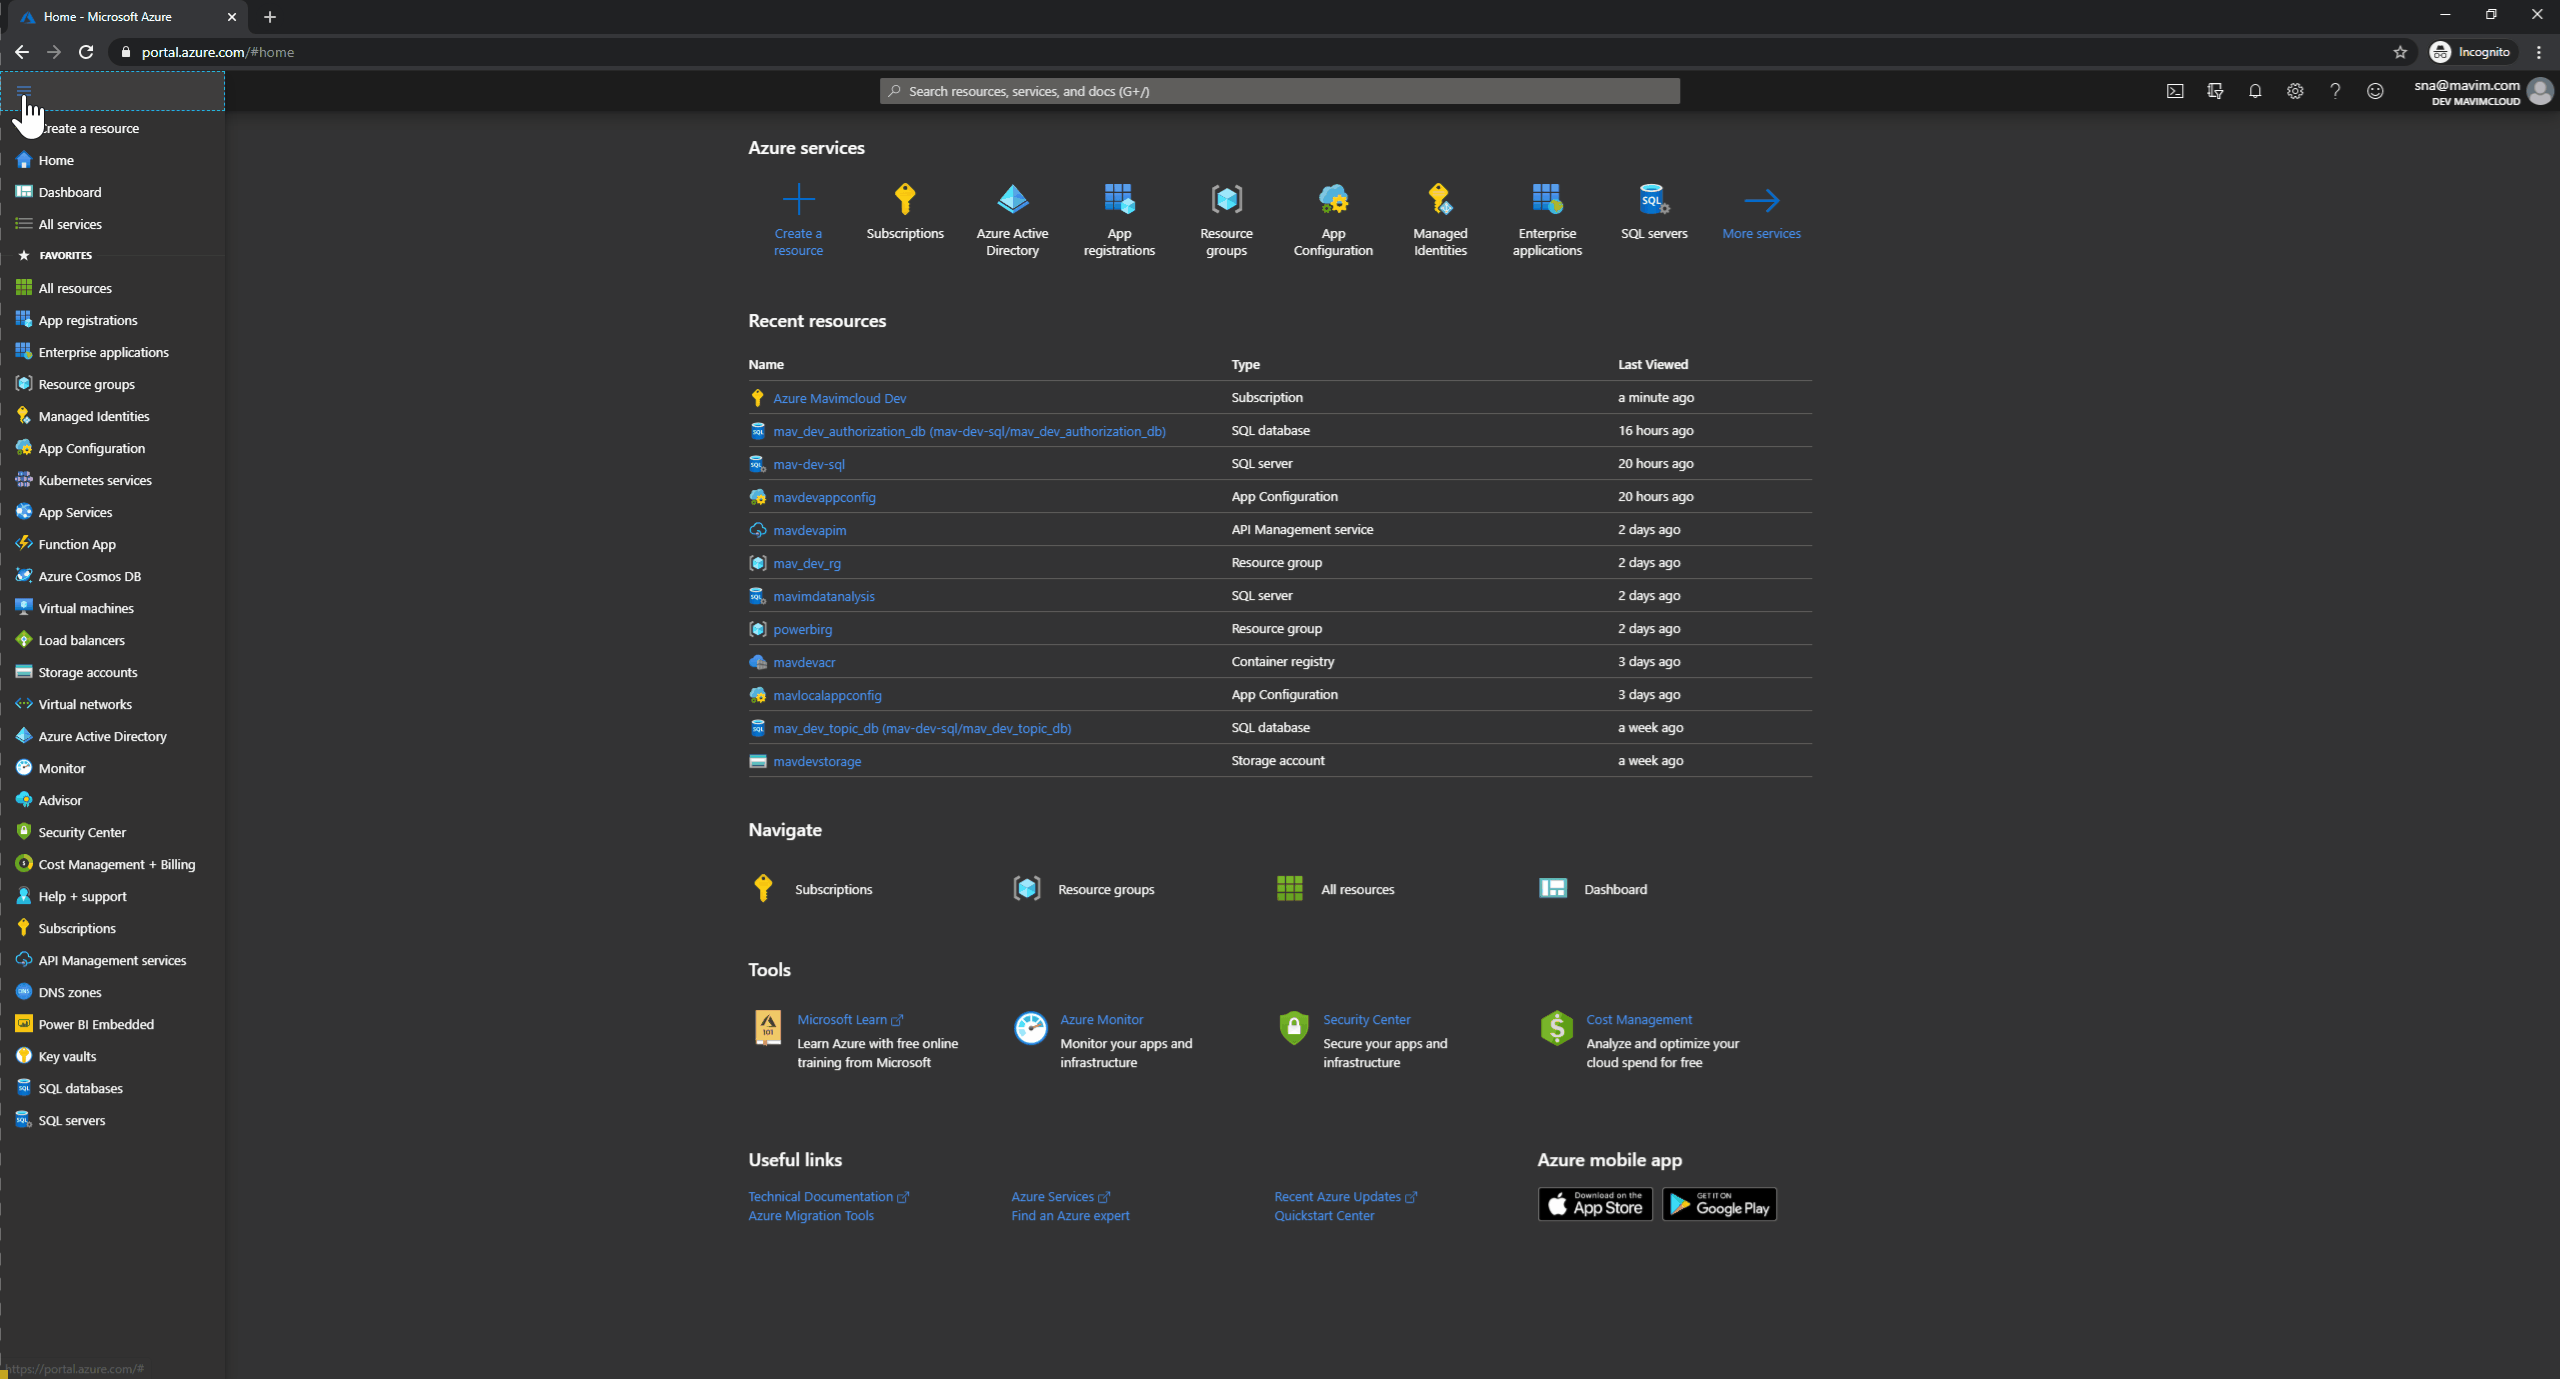 Home - Microsoft Azure
portal.azure.com/#home
Incognito
Search resources, services, and docs (G+/)
sna@mavim.com
DEV MAVIMCLOUD
Create a resource
Home
Dashboard
All services
FAVORITES
All resources
App registrations
Enterprise applications
Resource groups
Managed Identities
App Configuration
Kubernetes services
App Services
Function App
Azure Cosmos DB
Virtual machines
Load balancers
Storage accounts
Virtual networks
Azure Active Directory
Monitor
Advisor
Security Center
Cost Management + Billing
Help + support
Subscriptions
API Management services
DNS zones
Power BI Embedded
Key vaults
SQL databases
SQL servers
https://portal.azure.com/#
Azure services
Create a
resource
Subscriptions
Azure Active
Directory
App
registrations
Resource
groups
App
Configuration
Managed
Identities
Enterprise
applications
SQL servers
More services
Recent resources
Name Type Last Viewed
Azure Mavimcloud Dev Subscription a minute ago
mav_dev_authorization_db (mav-dev-sql/mav_dev_authorization_db) SQL database 16 hours ago
mav-dev-sql SQL server 20 hours ago
mavdevappconfig App Configuration 20 hours ago
mavdevapim API Management service 2 days ago
mav_dev_rg Resource group 2 days ago
mavimdatanalysis SQL server 2 days ago
powerbirg Resource group 2 days ago
mavdevacr Container registry 3 days ago
mavlocalappconfig App Configuration 3 days ago
mav_dev_topic_db (mav-dev-sql/mav_dev_topic_db) SQL database a week ago
mavdevstorage Storage account a week ago
Navigate
Subscriptions Resource groups All resources Dashboard
Tools
Microsoft Learn
Learn Azure with free online
training from Microsoft
Azure Monitor
Monitor your apps and
infrastructure
Security Center
Secure your apps and
infrastructure
Cost Management
Analyze and optimize your
cloud spend for free
Useful links
Technical Documentation
Azure Migration Tools
Azure Services
Find an Azure expert
Recent Azure Updates
Quickstart Center
Azure mobile app
Download on the
App Store
GET IT ON
Google Play